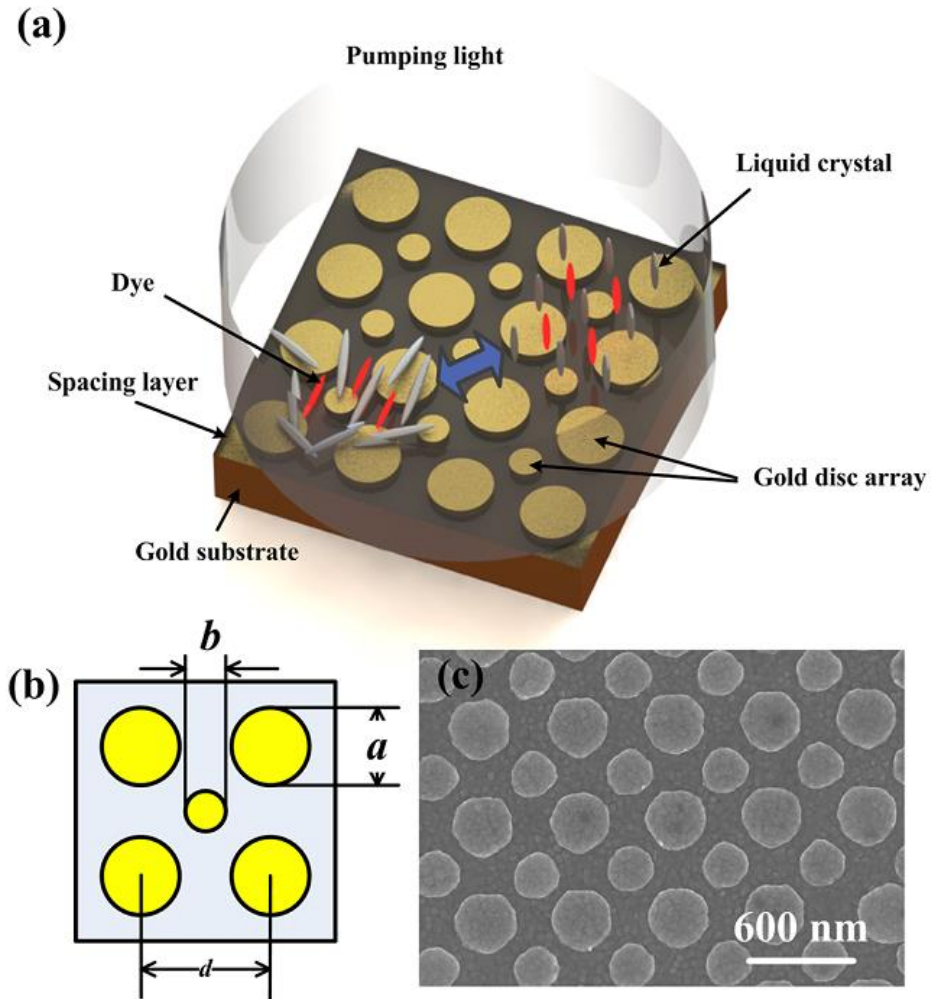 (a)
Pumping light
Liquid crystal
Dye
Spacing layer
Gold disc array
Gold substrate
(b)
b
a
d
(c)
600 nm